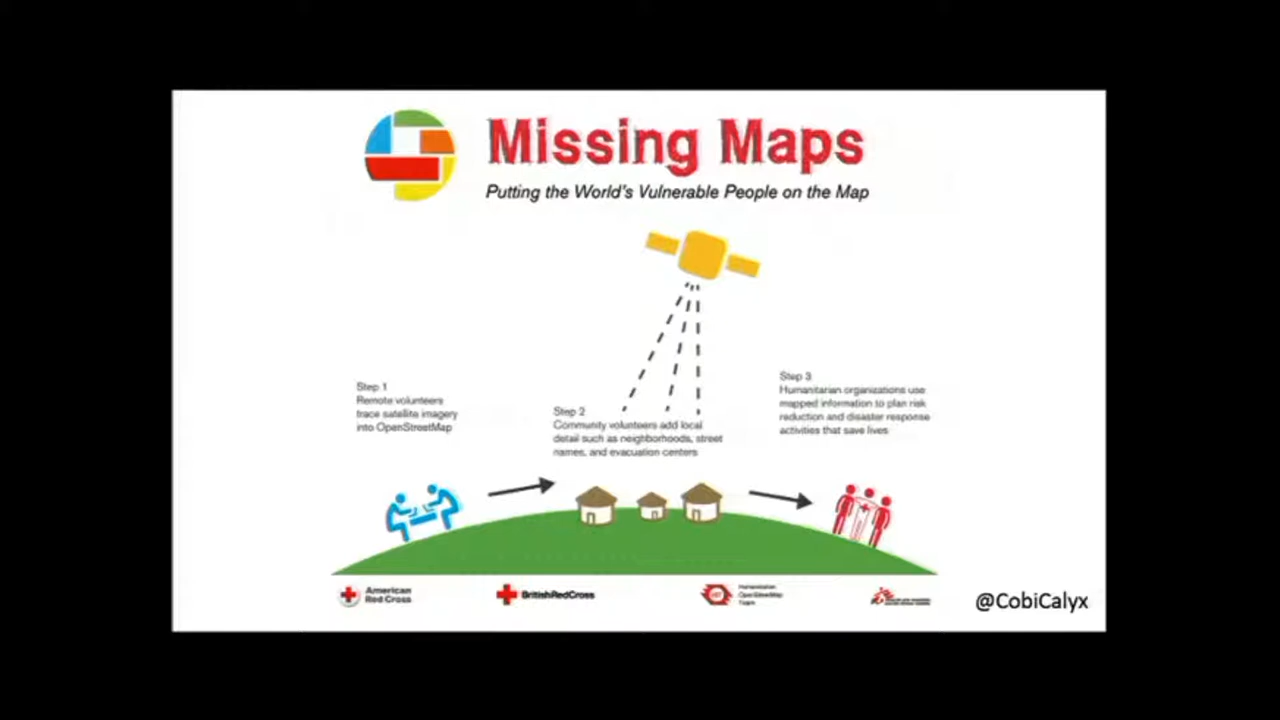 Missing Maps
Putting the World's Vulnerable People on the Map
Step 1
Remote volunteers
trace satellite imagery
into OpenStreetMap
Step 2
Community volunteers add local
detail such as neighborhoods, street
names, and evacuation centers
Step 3
Humanitarian organizations use
mapped information to plan risk
reduction and disaster response
activities that save lives
American
Red Cross
BritishRedCross
Humanitarian
OpenStreetMap
Team
@CobiCalyx